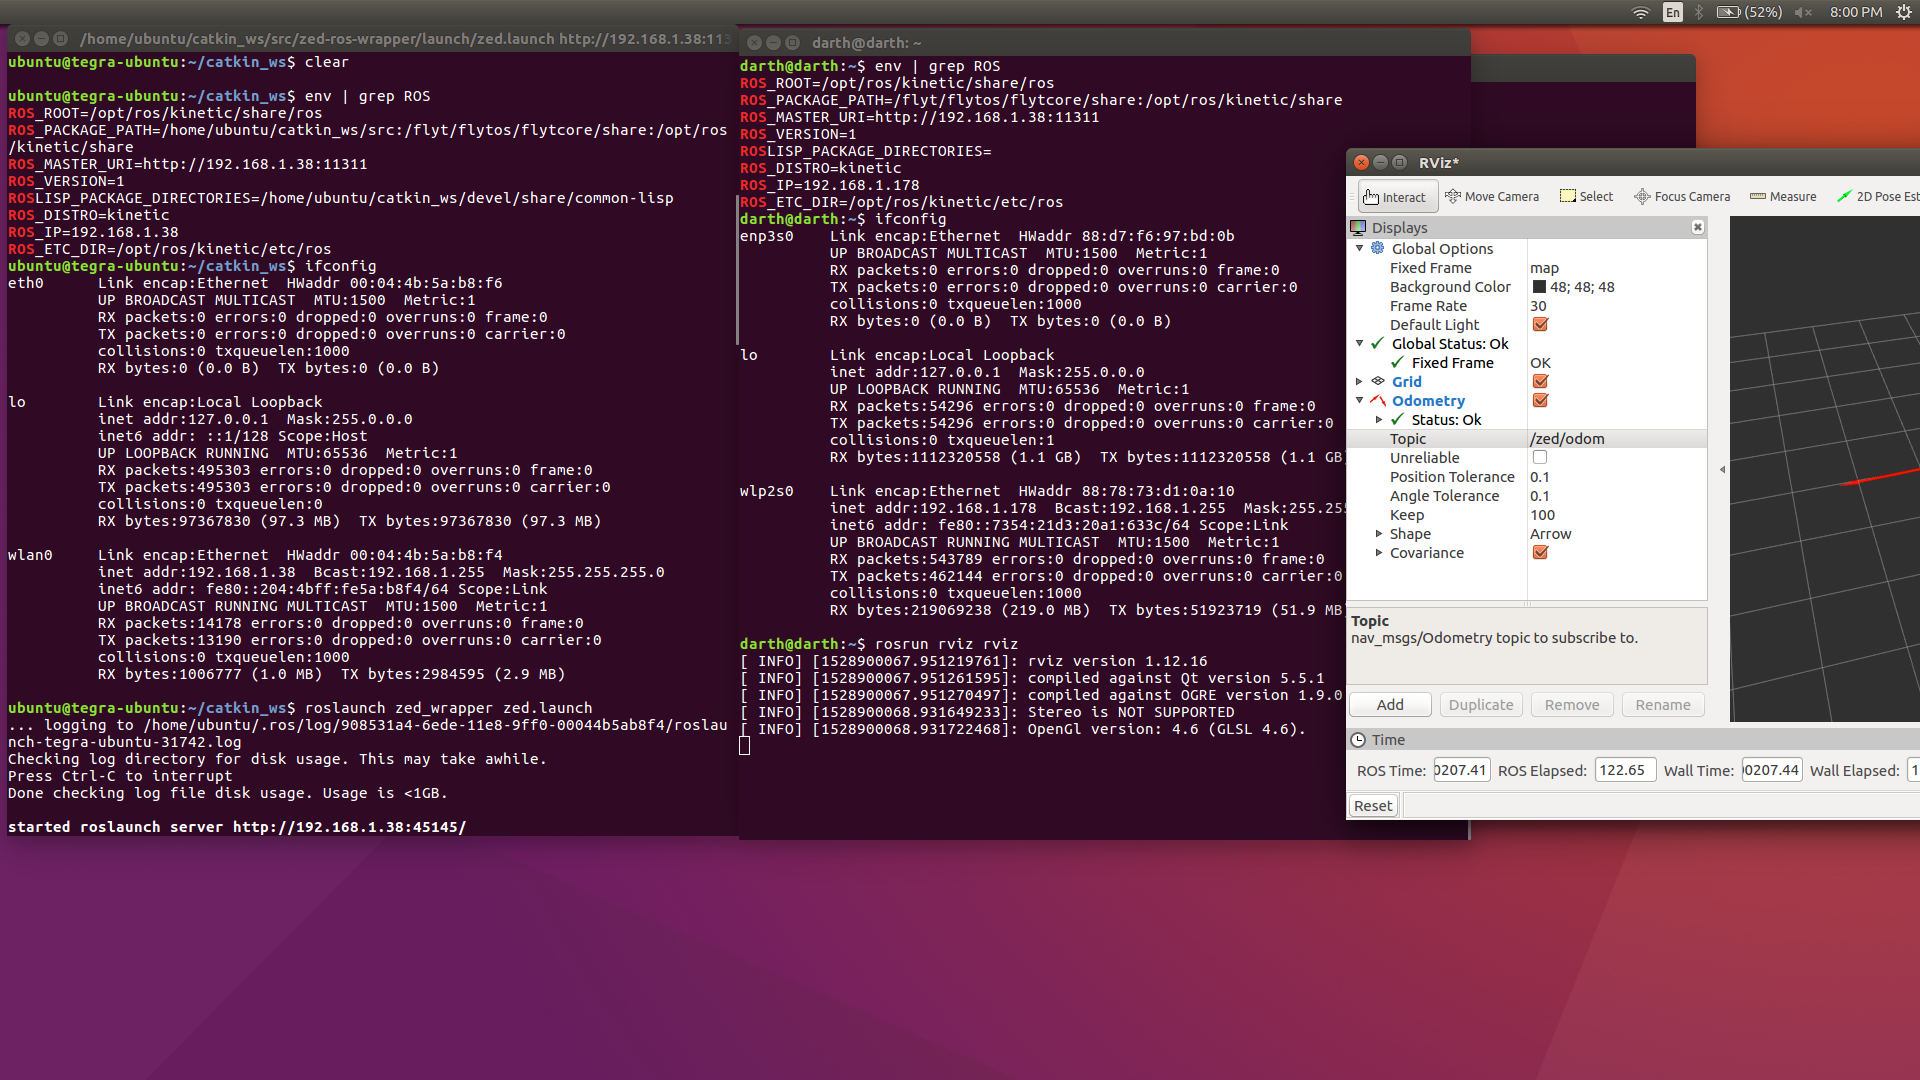 En
(52%)
8:00 PM
/home/ubuntu/catkin_ws/src/zed-ros-wrapper/launch/zed.launch http://192.168.1.38:113
ubuntu@tegra-ubuntu:~/catkin_ws$ clear
ubuntu@tegra-ubuntu:~/catkin_ws$ env | grep ROS
ROS_ROOT=/opt/ros/kinetic/share/ros
ROS_PACKAGE_PATH=/home/ubuntu/catkin_ws/src:/flyt/flytos/flytcore/share:/opt/ros
/kinetic/share
ROS_MASTER_URI=http://192.168.1.38:11311
ROS_VERSION=1
ROSLISP_PACKAGE_DIRECTORIES=/home/ubuntu/catkin_ws/devel/share/common-lisp
ROS_DISTRO=kinetic
ROS_IP=192.168.1.38
ROS_ETC_DIR=/opt/ros/kinetic/etc/ros
ubuntu@tegra-ubuntu:~/catkin_ws$ ifconfig
eth0      Link encap:Ethernet  HWaddr 00:04:4b:5a:b8:f6
          UP BROADCAST MULTICAST  MTU:1500  Metric:1
          RX packets:0 errors:0 dropped:0 overruns:0 frame:0
          TX packets:0 errors:0 dropped:0 overruns:0 carrier:0
          collisions:0 txqueuelen:1000
          RX bytes:0 (0.0 B)  TX bytes:0 (0.0 B)
lo        Link encap:Local Loopback
          inet addr:127.0.0.1  Mask:255.0.0.0
          inet6 addr: ::1/128 Scope:Host
          UP LOOPBACK RUNNING  MTU:65536  Metric:1
          RX packets:495303 errors:0 dropped:0 overruns:0 frame:0
          TX packets:495303 errors:0 dropped:0 overruns:0 carrier:0
          collisions:0 txqueuelen:0
          RX bytes:97367830 (97.3 MB)  TX bytes:97367830 (97.3 MB)
wlan0     Link encap:Ethernet  HWaddr 00:04:4b:5a:b8:f4
          inet addr:192.168.1.38  Bcast:192.168.1.255  Mask:255.255.255.0
          inet6 addr: fe80::204:4bff:fe5a:b8f4/64 Scope:Link
          UP BROADCAST RUNNING MULTICAST  MTU:1500  Metric:1
          RX packets:14178 errors:0 dropped:0 overruns:0 frame:0
          TX packets:13190 errors:0 dropped:0 overruns:0 carrier:0
          collisions:0 txqueuelen:1000
          RX bytes:1006777 (1.0 MB)  TX bytes:2984595 (2.9 MB)
ubuntu@tegra-ubuntu:~/catkin_ws$ roslaunch zed_wrapper zed.launch
... logging to /home/ubuntu/.ros/log/908531a4-6ede-11e8-9ff0-00044b5ab8f4/roslau
nch-tegra-ubuntu-31742.log
Checking log directory for disk usage. This may take awhile.
Press Ctrl-C to interrupt
Done checking log file disk usage. Usage is <1GB.
started roslaunch server http://192.168.1.38:45145/
darth@darth: ~
darth@darth:~$ env | grep ROS
ROS_ROOT=/opt/ros/kinetic/share/ros
ROS_PACKAGE_PATH=/flyt/flytos/flytcore/share:/opt/ros/kinetic/share
ROS_MASTER_URI=http://192.168.1.38:11311
ROS_VERSION=1
ROSLISP_PACKAGE_DIRECTORIES=
ROS_DISTRO=kinetic
ROS_IP=192.168.1.178
ROS_ETC_DIR=/opt/ros/kinetic/etc/ros
darth@darth:~$ ifconfig
enp3s0    Link encap:Ethernet  HWaddr 88:d7:f6:97:bd:0b
          UP BROADCAST MULTICAST  MTU:1500  Metric:1
          RX packets:0 errors:0 dropped:0 overruns:0 frame:0
          TX packets:0 errors:0 dropped:0 overruns:0 carrier:0
          collisions:0 txqueuelen:1000
          RX bytes:0 (0.0 B)  TX bytes:0 (0.0 B)
lo        Link encap:Local Loopback
          inet addr:127.0.0.1  Mask:255.0.0.0
          UP LOOPBACK RUNNING  MTU:65536  Metric:1
          RX packets:54296 errors:0 dropped:0 overruns:0 frame:0
          TX packets:54296 errors:0 dropped:0 overruns:0 carrier:0
          collisions:0 txqueuelen:1
          RX bytes:1112320558 (1.1 GB)  TX bytes:1112320558 (1.1 GB
wlp2s0    Link encap:Ethernet  HWaddr 88:78:73:d1:0a:10
          inet addr:192.168.1.178  Bcast:192.168.1.255  Mask:255.25
          inet6 addr: fe80::7354:21d3:20a1:633c/64 Scope:Link
          UP BROADCAST RUNNING MULTICAST  MTU:1500  Metric:1
          RX packets:543789 errors:0 dropped:0 overruns:0 frame:0
          TX packets:462144 errors:0 dropped:0 overruns:0 carrier:0
          collisions:0 txqueuelen:1000
          RX bytes:219069238 (219.0 MB)  TX bytes:51923719 (51.9 MB
darth@darth:~$ rosrun rviz rviz
[ INFO] [1528900067.951219761]: rviz version 1.12.16
[ INFO] [1528900067.951261595]: compiled against Qt version 5.5.1
[ INFO] [1528900067.951270497]: compiled against OGRE version 1.9.0
[ INFO] [1528900068.931649233]: Stereo is NOT SUPPORTED
[ INFO] [1528900068.931722468]: OpenGl version: 4.6 (GLSL 4.6).
RViz*
Interact Move Camera Select Focus Camera Measure 2D Pose Est
Displays
Global Options
Fixed Frame map
Background Color 48; 48; 48
Frame Rate 30
Default Light
Global Status: Ok
Fixed Frame OK
Grid
Odometry
Status: Ok
Topic /zed/odom
Unreliable
Position Tolerance 0.1
Angle Tolerance 0.1
Keep 100
Shape Arrow
Covariance
Topic
nav_msgs/Odometry topic to subscribe to.
Add Duplicate Remove Rename
Time
ROS Time: 00207.41 ROS Elapsed: 122.65 Wall Time: 00207.44 Wall Elapsed: 1
Reset